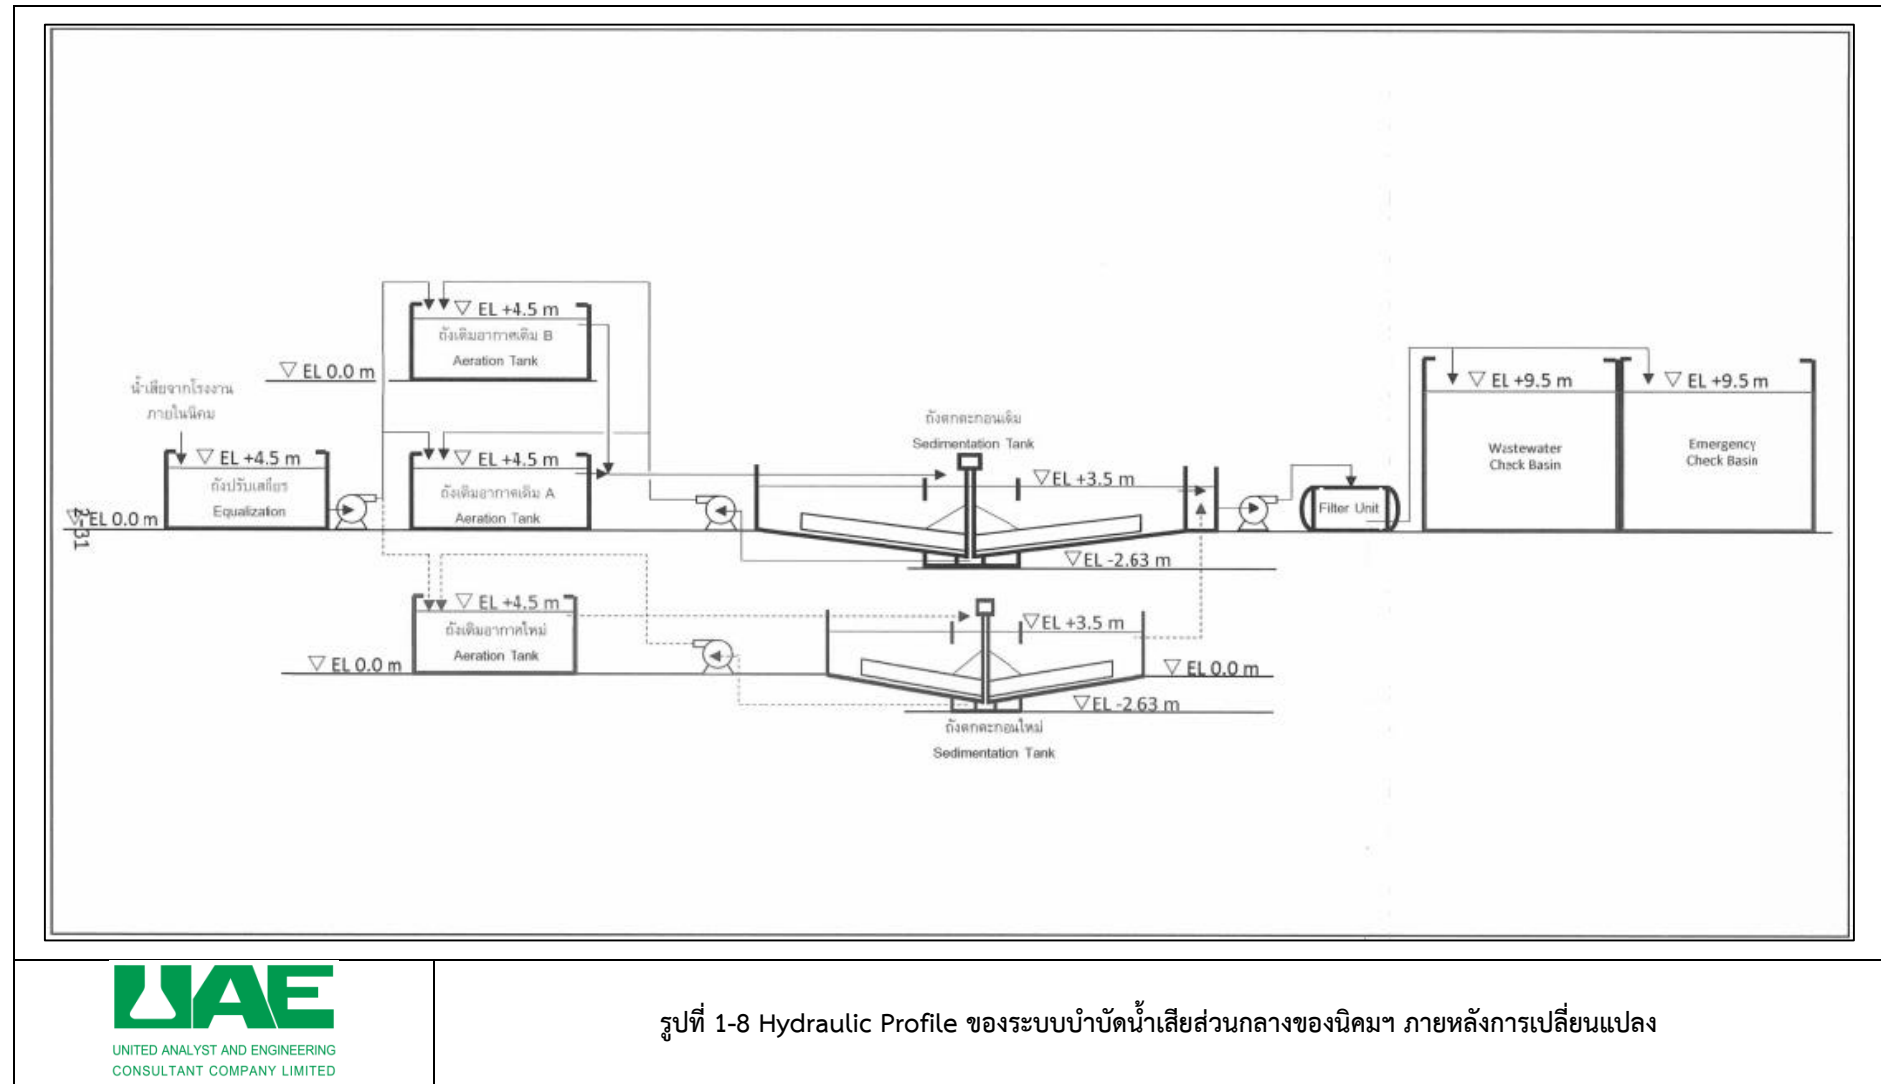 ▽ EL +4.5 m
ถังเติมอากาศเดิม B
Aeration Tank
▽ EL 0.0 m
น้ำเสียจากโรงงาน
ภายในนิคม
▽ EL +4.5 m
ถังปรับเสถียร
Equalization
▽ EL 0.0 m
2-31
▽ EL +4.5 m
ถังเติมอากาศเดิม A
Aeration Tank
ถังตกตะกอนเดิม
Sedimentation Tank
▽ EL +3.5 m
▽ EL -2.63 m
Filter Unit
▽ EL +9.5 m
Wastewater
Check Basin
▽ EL +9.5 m
Emergency
Check Basin
▽ EL +4.5 m
ถังเติมอากาศใหม่
Aeration Tank
▽ EL 0.0 m
▽ EL +3.5 m
▽ EL 0.0 m
▽ EL -2.63 m
ถังตกตะกอนใหม่
Sedimentation Tank
UAE
UNITED ANALYST AND ENGINEERING
CONSULTANT COMPANY LIMITED
รูปที่ 1-8 Hydraulic Profile ของระบบบำบัดน้ำเสียส่วนกลางของนิคมฯ ภายหลังการเปลี่ยนแปลง